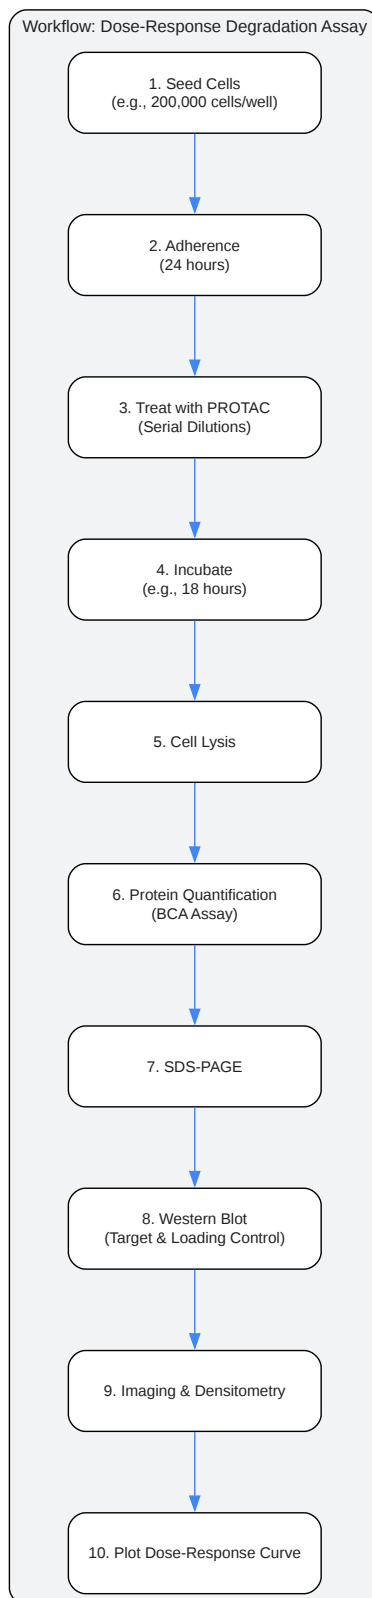 Workflow: Dose-Response Degradation Assay
1. Seed Cells
(e.g., 200,000 cells/well)
2. Adherence
(24 hours)
3. Treat with PROTAC
(Serial Dilutions)
4. Incubate
(e.g., 18 hours)
5. Cell Lysis
6. Protein Quantification
(BCA Assay)
7. SDS-PAGE
8. Western Blot
(Target & Loading Control)
9. Imaging & Densitometry
10. Plot Dose-Response Curve